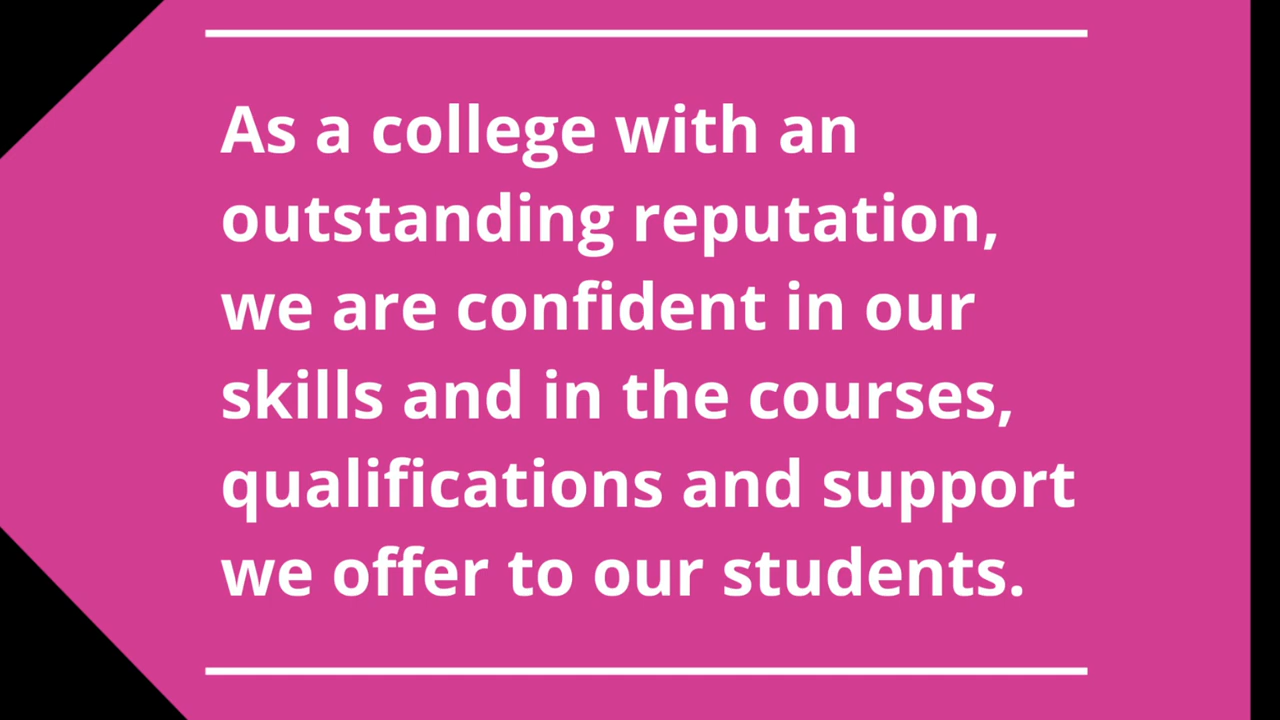 As a college with an
outstanding reputation,
we are confident in our
skills and in the courses,
qualifications and support
we offer to our students.